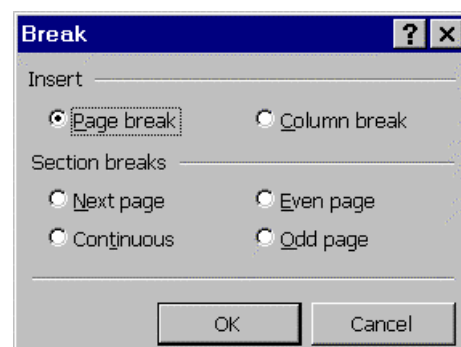 Break ? ×
Insert
Page break Column break
Section breaks
Next page Even page
Continuous Odd page
OK Cancel